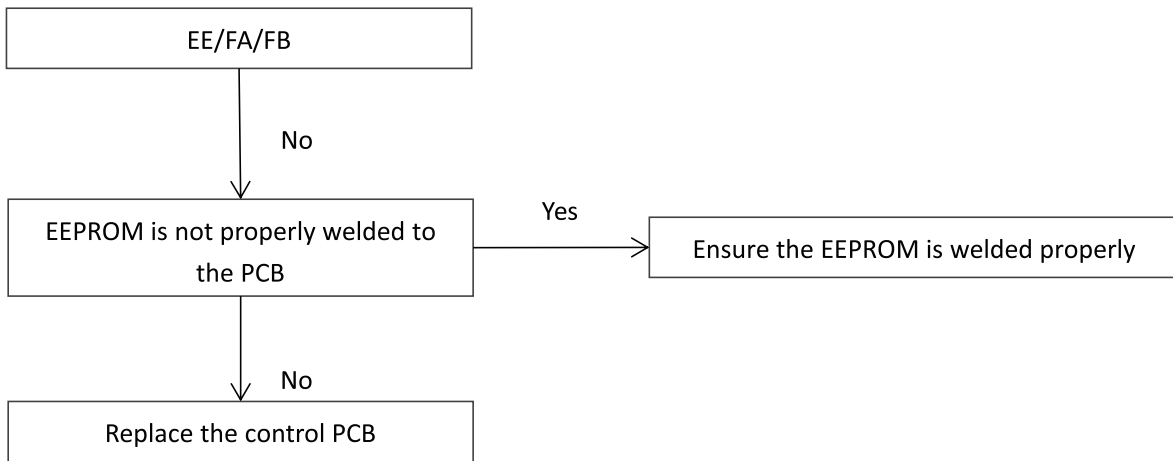 EE/FA/FB
No
EEPROM is not properly welded to
the PCB
Yes
Ensure the EEPROM is welded properly
No
Replace the control PCB